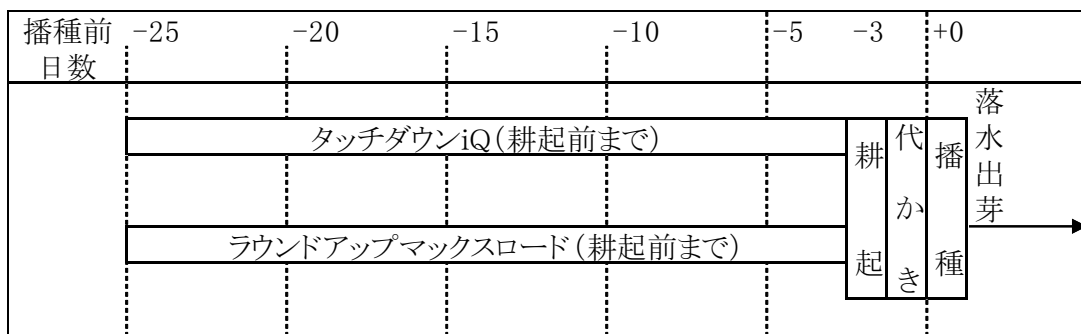 播種前日数
-25 -20 -15 -10 -5 -3 +0
タッチダウンiQ(耕起前まで)
ラウンドアップマックスロード(耕起前まで)
耕起
代かき
播種
落水出芽